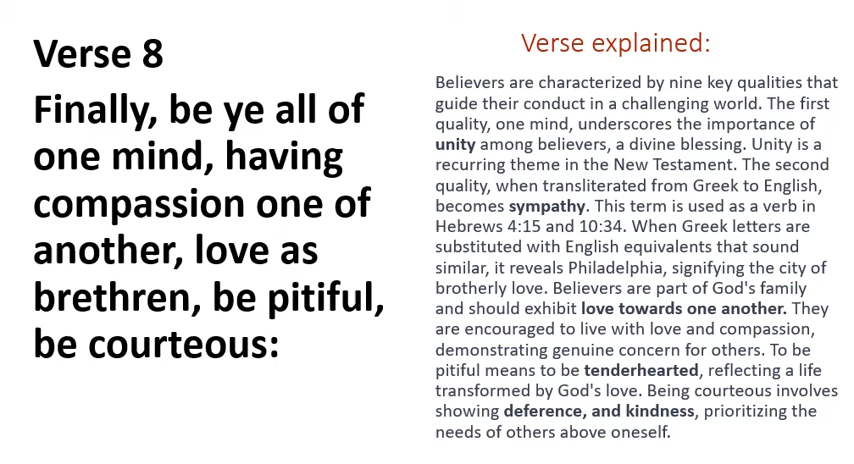 Verse 8
Finally, be ye all of
one mind, having
compassion one of
another, love as
brethren, be pitiful,
be courteous:
Verse explained:
Believers are characterized by nine key qualities that
guide their conduct in a challenging world. The first
quality, one mind, underscores the importance of
unity among believers, a divine blessing. Unity is a
recurring theme in the New Testament. The second
quality, when transliterated from Greek to English,
becomes sympathy. This term is used as a verb in
Hebrews 4:15 and 10:34. When Greek letters are
substituted with English equivalents that sound
similar, it reveals Philadelphia, signifying the city of
brotherly love. Believers are part of God's family
and should exhibit love towards one another. They
are encouraged to live with love and compassion,
demonstrating genuine concern for others. To be
pitiful means to be tenderhearted, reflecting a life
transformed by God's love. Being courteous involves
showing deference, and kindness, prioritizing the
needs of others above oneself.